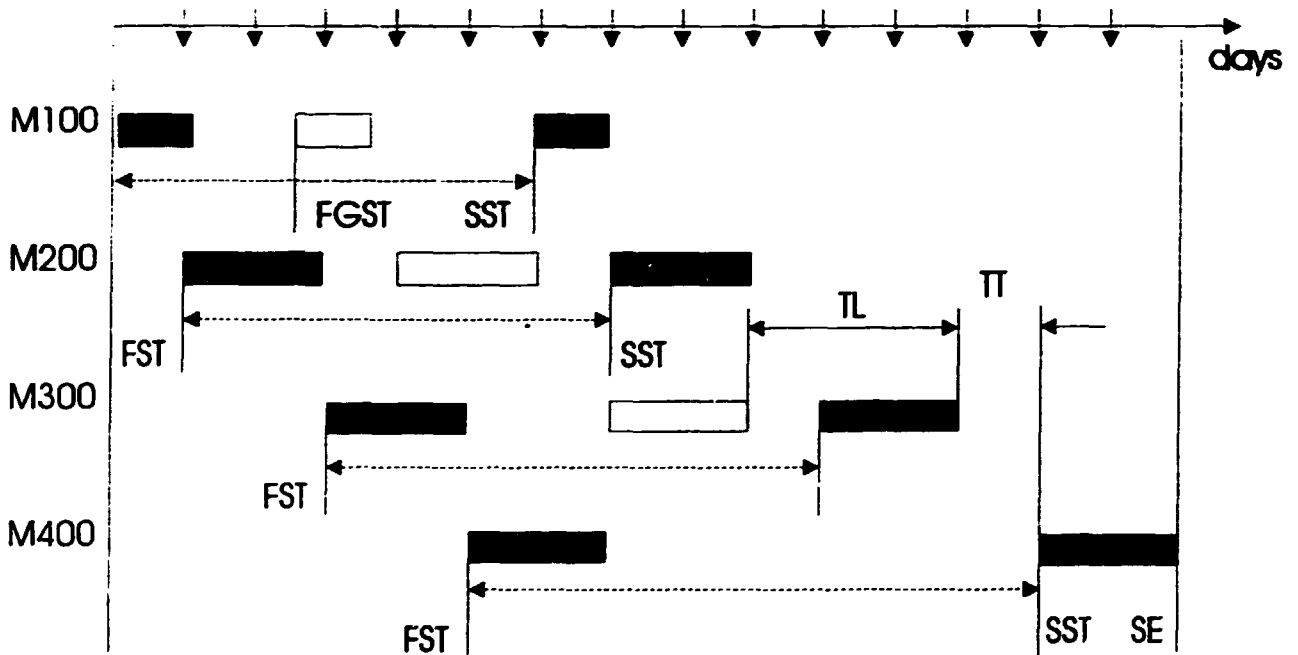 days
M100
FGST SST
M200
TL TT
FST SST
M300
FST
M400
FST SST SE